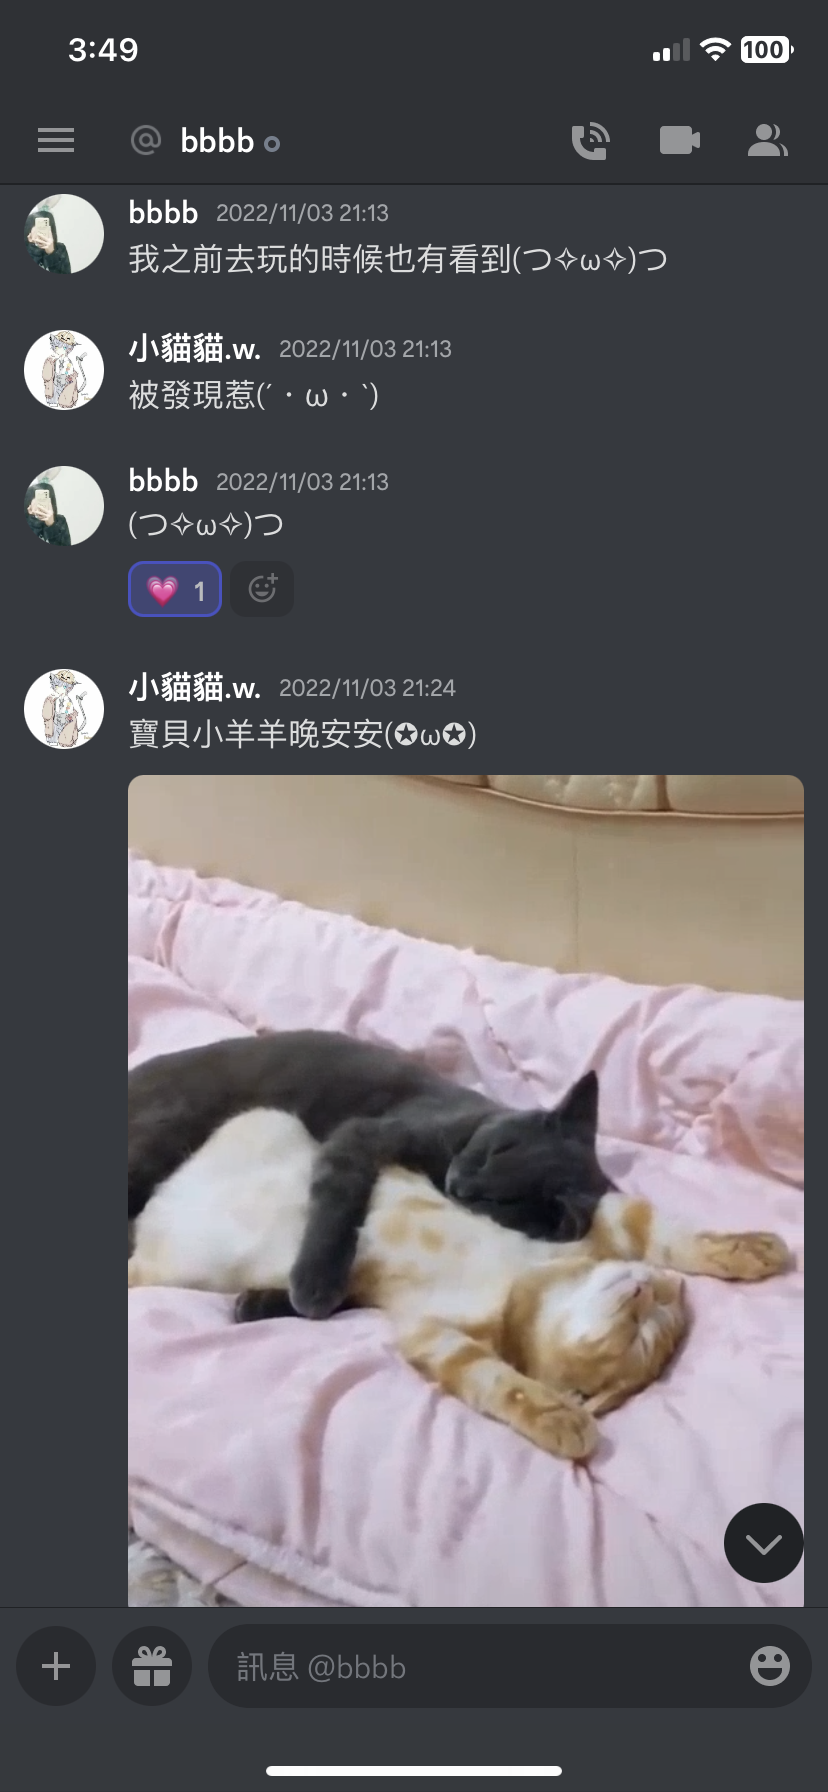 3:49
100
@ bbbb
bbbb 2022/11/03 21:13
我之前去玩的時候也有看到(つ✧ω✧)つ
小貓貓.w. 2022/11/03 21:13
被發現惹(´・ω・`)
bbbb 2022/11/03 21:13
(つ✧ω✧)つ
💗 1
小貓貓.w. 2022/11/03 21:24
寶貝小羊羊晚安安(✪ω✪)
訊息 @bbbb